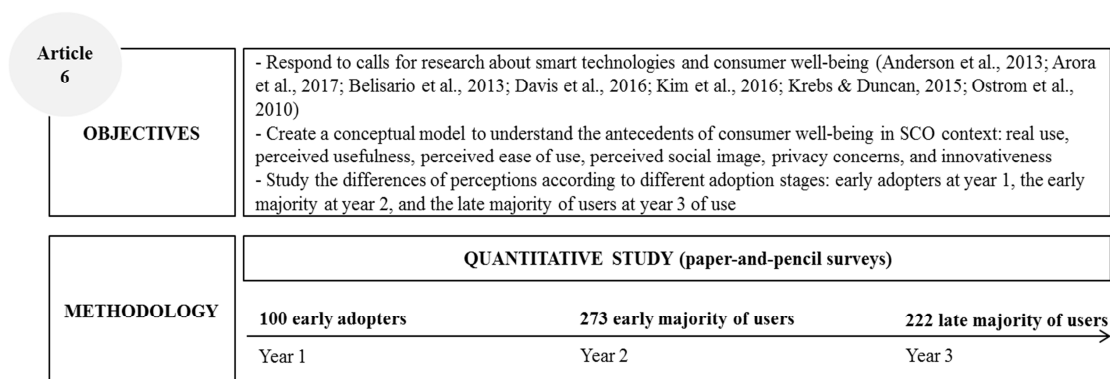 Article
6
OBJECTIVES
- Respond to calls for research about smart technologies and consumer well-being (Anderson et al., 2013; Arora
et al., 2017; Belisario et al., 2013; Davis et al., 2016; Kim et al., 2016; Krebs & Duncan, 2015; Ostrom et al.,
2010)
- Create a conceptual model to understand the antecedents of consumer well-being in SCO context: real use,
perceived usefulness, perceived ease of use, perceived social image, privacy concerns, and innovativeness
- Study the differences of perceptions according to different adoption stages: early adopters at year 1, the early
majority at year 2, and the late majority of users at year 3 of use
METHODOLOGY
QUANTITATIVE STUDY (paper-and-pencil surveys)
100 early adopters
273 early majority of users
222 late majority of users
Year 1
Year 2
Year 3